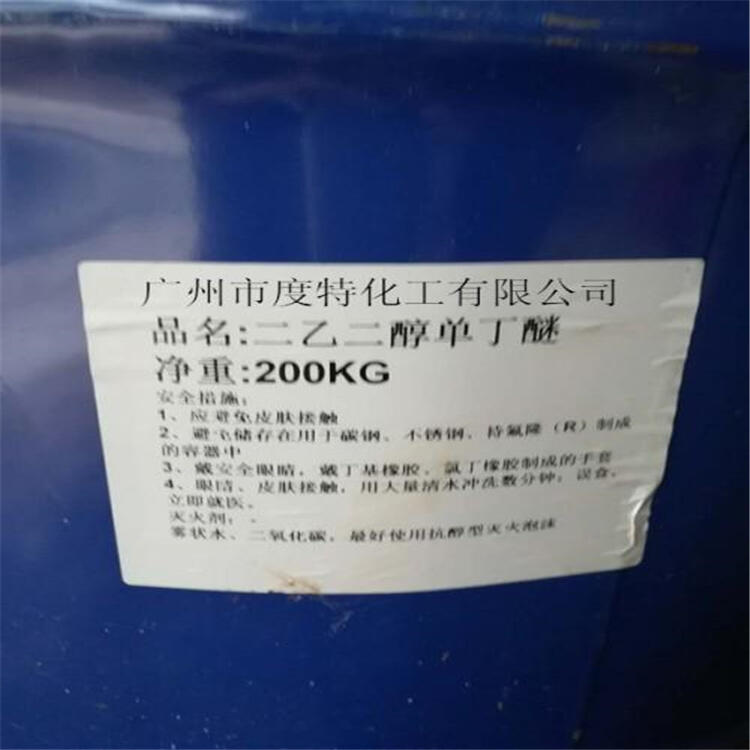 广州市度特化工有限公司
品名:二乙二醇单丁醚
净重:200KG
安全措施:
1、应避免皮肤接触
2、避免储存在用于碳钢、不锈钢、特氟隆(R)制成
的容器中
3、戴安全眼睛,戴丁基橡胶、氯丁橡胶制成的手套
4、眼睛、皮肤接触,用大量清水冲洗数分钟;误食,
立即就医。
灭火剂:
雾状水、二氧化碳,最好使用抗醇型灭火泡沫